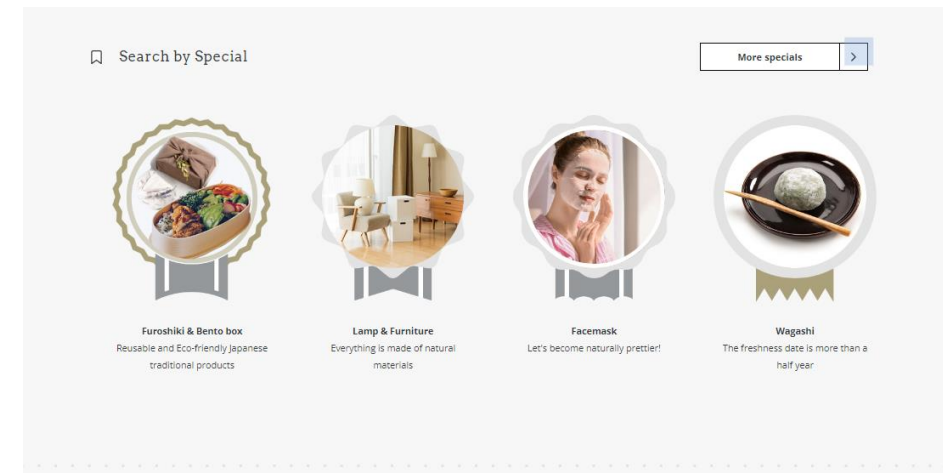 Search by Special
More specials
Furoshiki & Bento box
Reusable and Eco-friendly Japanese
traditional products
Lamp & Furniture
Everything is made of natural
materials
Facemask
Let's become naturally prettier!
Wagashi
The freshness date is more than a
half year